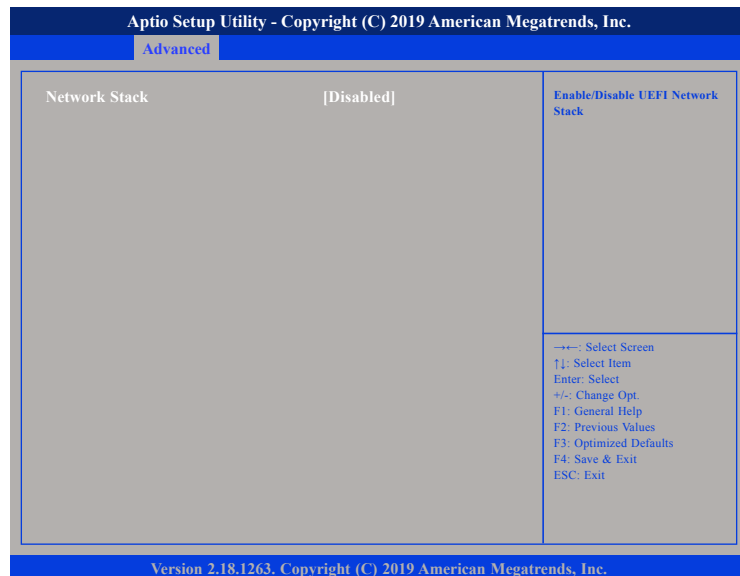 Aptio Setup Utility - Copyright (C) 2019 American Megatrends, Inc.
Advanced
Network Stack [Disabled]
Enable/Disable UEFI Network
Stack
→←: Select Screen
↑↓: Select Item
Enter: Select
+/-: Change Opt.
F1: General Help
F2: Previous Values
F3: Optimized Defaults
F4: Save & Exit
ESC: Exit
Version 2.18.1263. Copyright (C) 2019 American Megatrends, Inc.